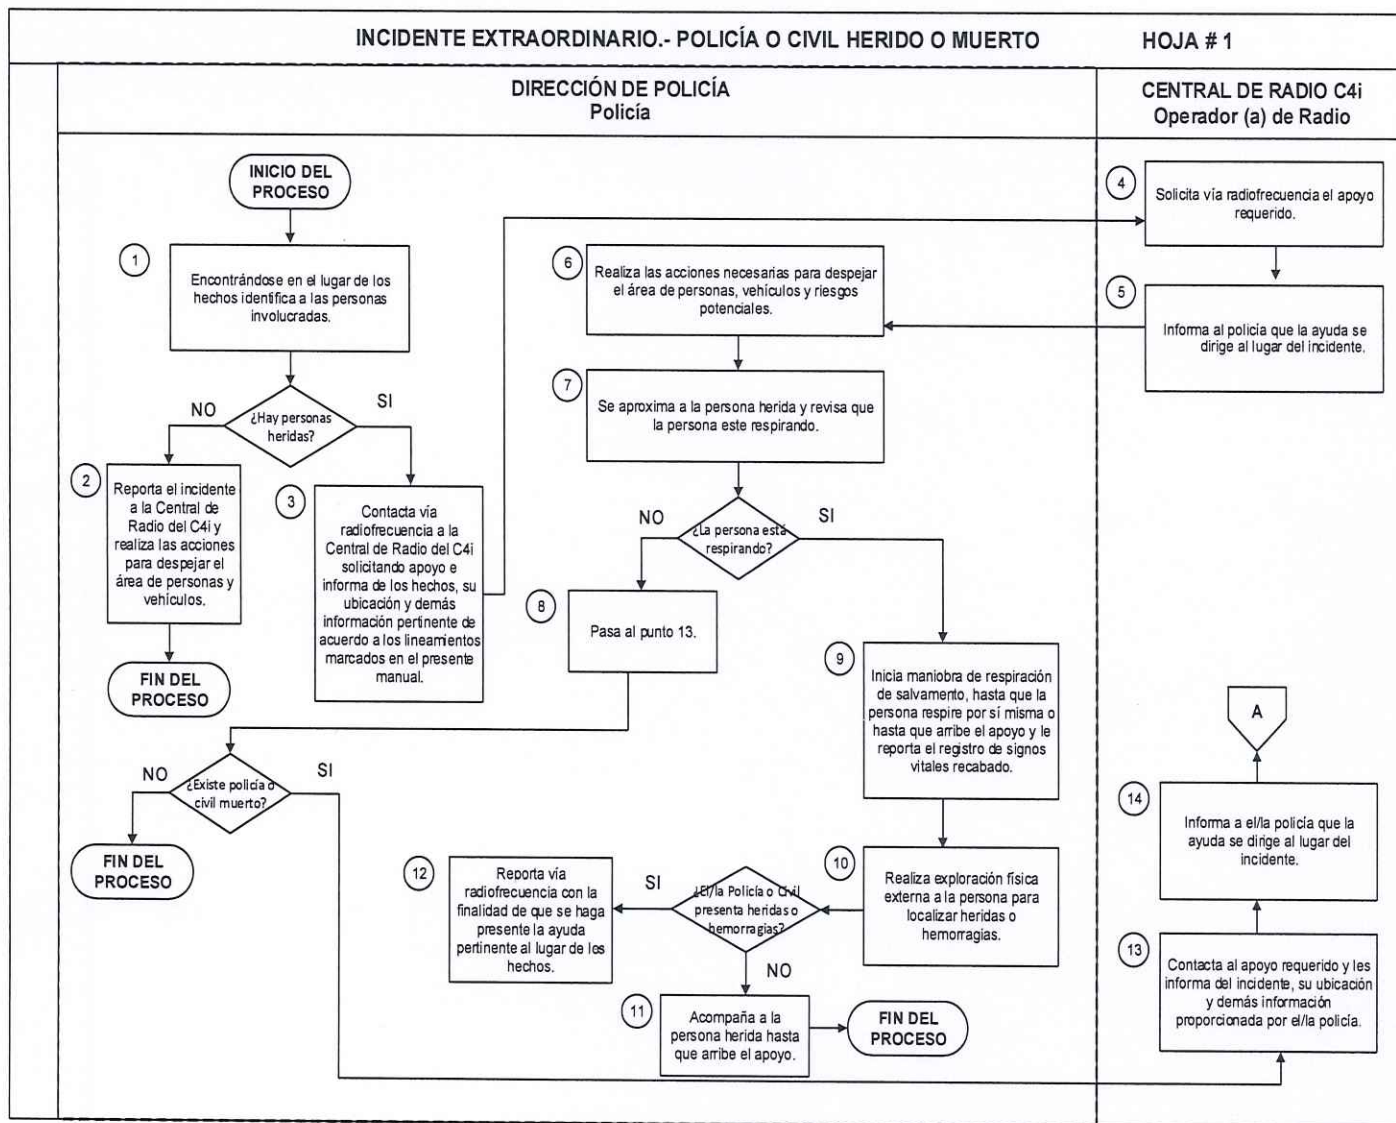 INCIDENTE EXTRAORDINARIO.- POLICÍA O CIVIL HERIDO O MUERTO
HOJA # 1
DIRECCIÓN DE POLICÍA
Policía
CENTRAL DE RADIO C4i
Operador (a) de Radio
INICIO DEL
PROCESO
1
Encontrándose en el lugar de los
hechos identifica a las personas
involucradas.
¿Hay personas
heridas?
NO
SI
2
Reporta el incidente
a la Central de
Radio del C4i y
realiza las acciones
para despejar el
área de personas y
vehículos.
FIN DEL
PROCESO
3
Contacta vía
radiofrecuencia a la
Central de Radio del C4i
solicitando apoyo e
informa de los hechos, su
ubicación y demás
información pertinente de
acuerdo a los lineamientos
marcados en el presente
manual.
4
Solicita vía radiofrecuencia el apoyo
requerido.
5
Informa al policía que la ayuda se
dirige al lugar del incidente.
6
Realiza las acciones necesarias para despejar
el área de personas, vehículos y riesgos
potenciales.
7
Se aproxima a la persona herida y revisa que
la persona este respirando.
¿La persona está
respirando?
NO
SI
8
Pasa al punto 13.
9
Inicia maniobra de respiración
de salvamento, hasta que la
persona respire por sí misma o
hasta que arribe el apoyo y le
reporta el registro de signos
vitales recabado.
¿Existe policía o
civil muerto?
NO
SI
FIN DEL
PROCESO
10
Realiza exploración física
externa a la persona para
localizar heridas o
hemorragias.
¿El/la Policía o Civil
presenta heridas o
hemorragias?
SI
NO
12
Reporta vía
radiofrecuencia con la
finalidad de que se haga
presente la ayuda
pertinente al lugar de los
hechos.
11
Acompaña a la
persona herida hasta
que arribe el apoyo.
FIN DEL
PROCESO
A
14
Informa a el/la policía que la
ayuda se dirige al lugar del
incidente.
13
Contacta al apoyo requerido y les
informa del incidente, su ubicación
y demás información
proporcionada por el/la policía.